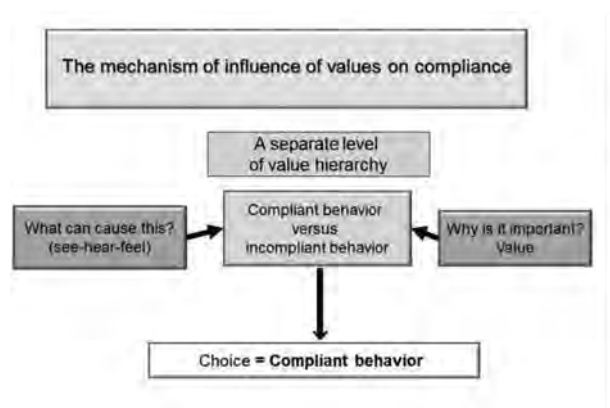 The mechanism of influence of values on compliance
A separate level
of value hierarchy
What can cause this?
(see-hear-feel)
Compliant behavior
versus
incompliant behavior
Why is it important?
Value
Choice = Compliant behavior